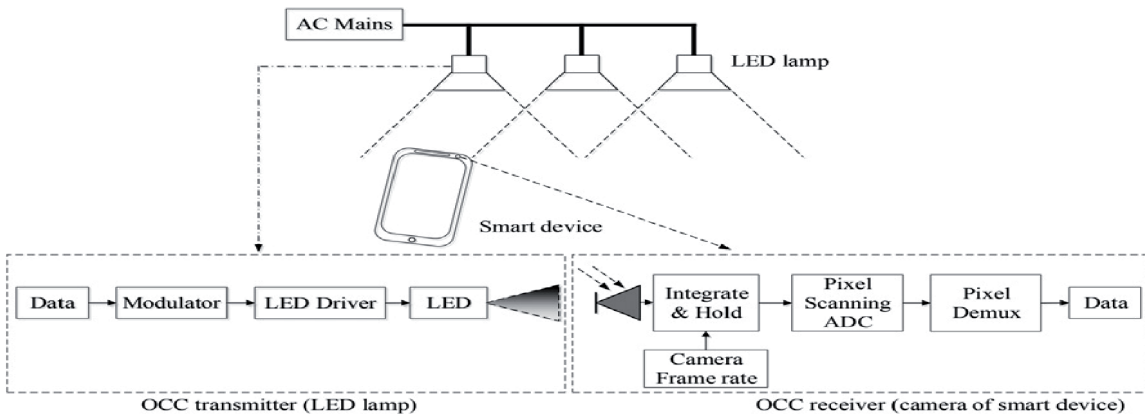 AC Mains
LED lamp
Smart device
Data
Modulator
LED Driver
LED
Integrate
& Hold
Camera
Frame rate
Pixel
Scanning
ADC
Pixel
Demux
Data
OCC transmitter (LED lamp)
OCC receiver (camera of smart device)